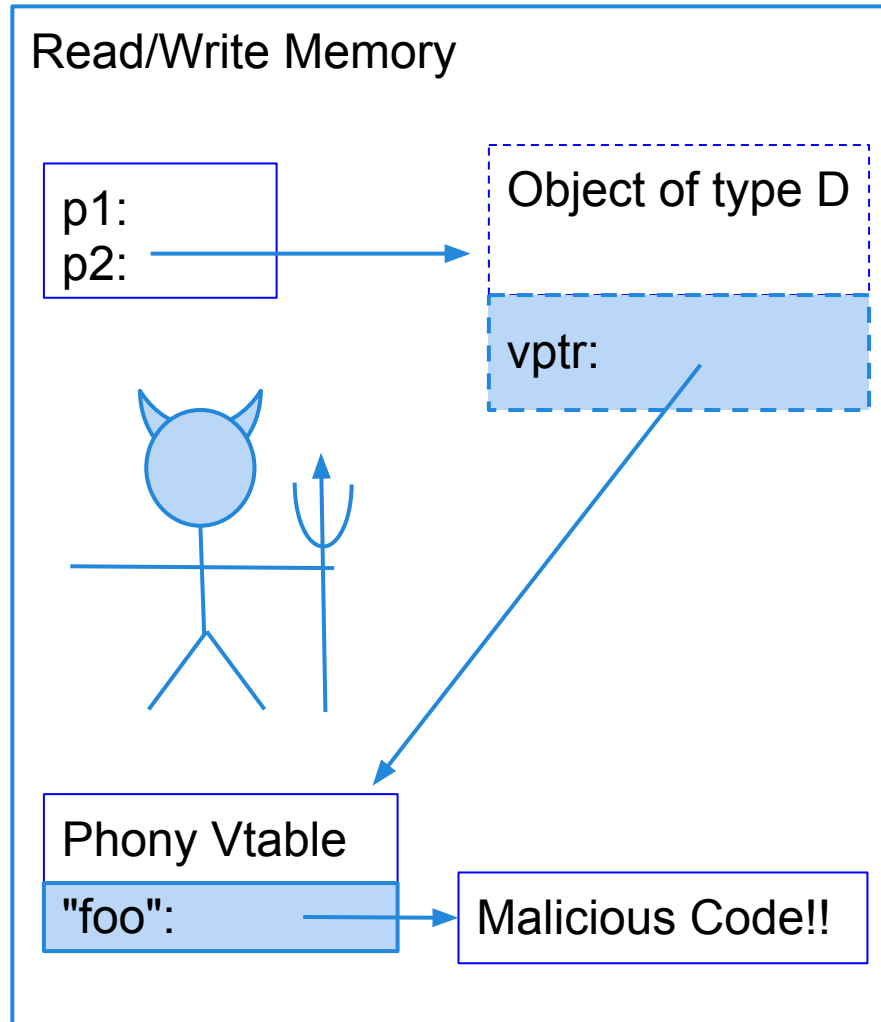 Read/Write Memory
p1:
p2:
Object of type D
vptr:
Phony Vtable
"foo":
Malicious Code!!